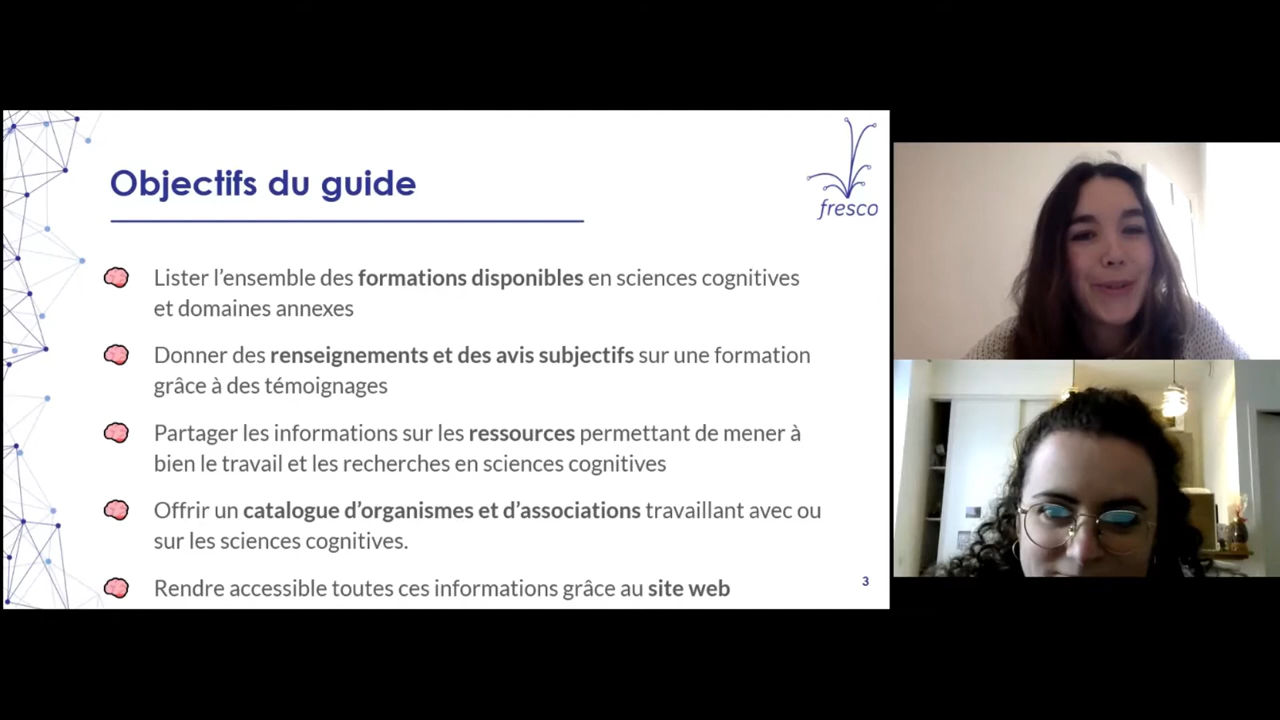 Objectifs du guide
fresco
Lister l’ensemble des formations disponibles en sciences cognitives
et domaines annexes
Donner des renseignements et des avis subjectifs sur une formation
grâce à des témoignages
Partager les informations sur les ressources permettant de mener à
bien le travail et les recherches en sciences cognitives
Offrir un catalogue d’organismes et d’associations travaillant avec ou
sur les sciences cognitives.
Rendre accessible toutes ces informations grâce au site web
3